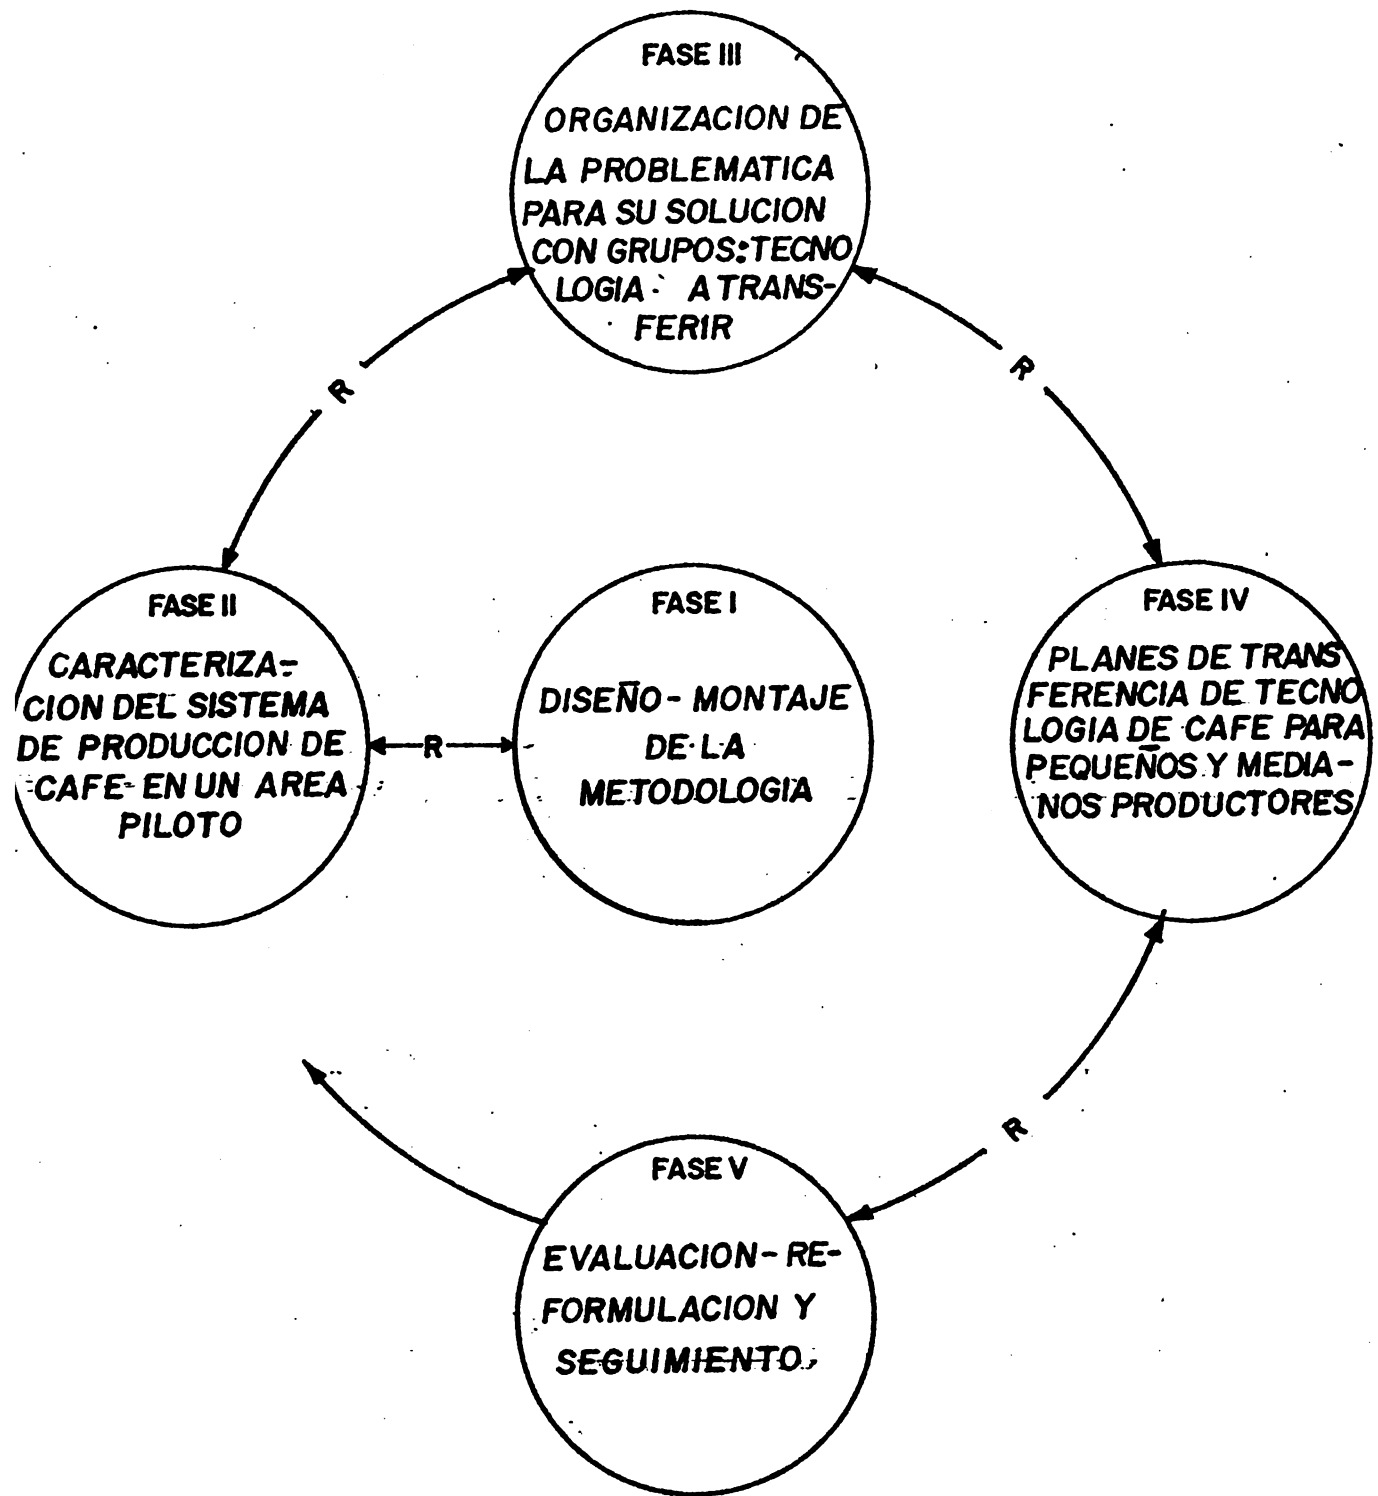 FASE III
ORGANIZACION DE
LA PROBLEMATICA
PARA SU SOLUCION
CON GRUPOS: TECNO
LOGIA A TRANS-
FERIR
R
R
FASE II
CARACTERIZA-
CION DEL SISTEMA
DE PRODUCCION DE
CAFE EN UN AREA
PILOTO
R
FASE I
DISEÑO - MONTAJE
DE LA
METODOLOGIA
FASE IV
PLANES DE TRANS
FERENCIA DE TECNO
LOGIA DE CAFE PARA
PEQUEÑOS Y MEDIA-
NOS PRODUCTORES
R
FASE V
EVALUACION - RE-
FORMULACION Y
SEGUIMIENTO.